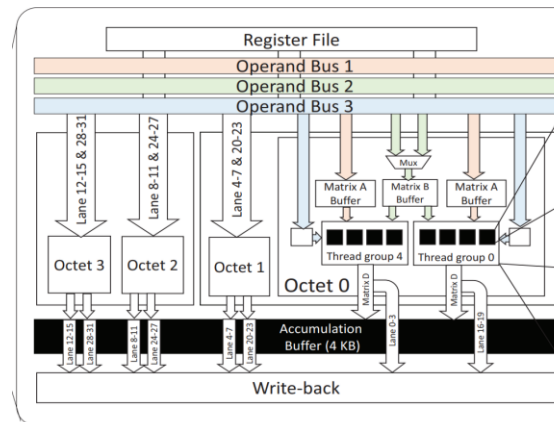 Register File
Operand Bus 1
Operand Bus 2
Operand Bus 3
Lane 12-15 & 28-31
Lane 8-11 & 24-27
Lane 4-7 & 20-23
Mux
Matrix A
Buffer
Matrix B
Buffer
Matrix A
Buffer
Octet 3
Octet 2
Octet 1
Thread group 4
Thread group 0
Octet 0
Matrix D
Matrix D
Lane 12-15
Lane 28-31
Lane 8-11
Lane 24-27
Lane 4-7
Lane 20-23
Accumulation
Buffer (4 KB)
Lane 0-3
Lane 16-19
Write-back